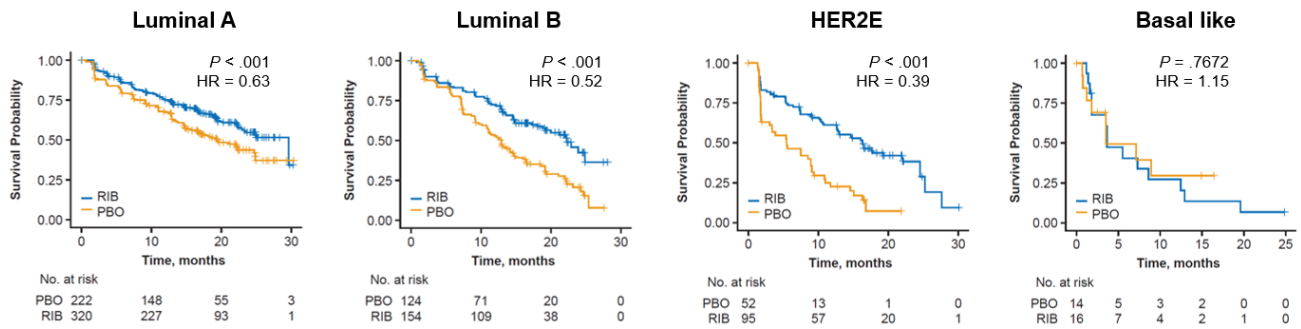 Luminal A
P < .001
HR = 0.63
1.00
0.75
0.50
0.25
0.00
Survival Probability
RIB
PBO
0 10 20 30
Time, months
No. at risk
PBO 222 148 55 3
RIB 320 227 93 1
Luminal B
P < .001
HR = 0.52
1.00
0.75
0.50
0.25
0.00
Survival Probability
RIB
PBO
0 10 20 30
Time, months
No. at risk
PBO 124 71 20 0
RIB 154 109 38 0
HER2E
P < .001
HR = 0.39
1.00
0.75
0.50
0.25
0.00
Survival Probability
RIB
PBO
0 10 20 30
Time, months
No. at risk
PBO 52 13 1 0
RIB 95 57 20 1
Basal like
P = .7672
HR = 1.15
1.00
0.75
0.50
0.25
0.00
Survival Probability
RIB
PBO
0 5 10 15 20 25
Time, months
No. at risk
PBO 14 5 3 2 0 0
RIB 16 7 4 2 1 0